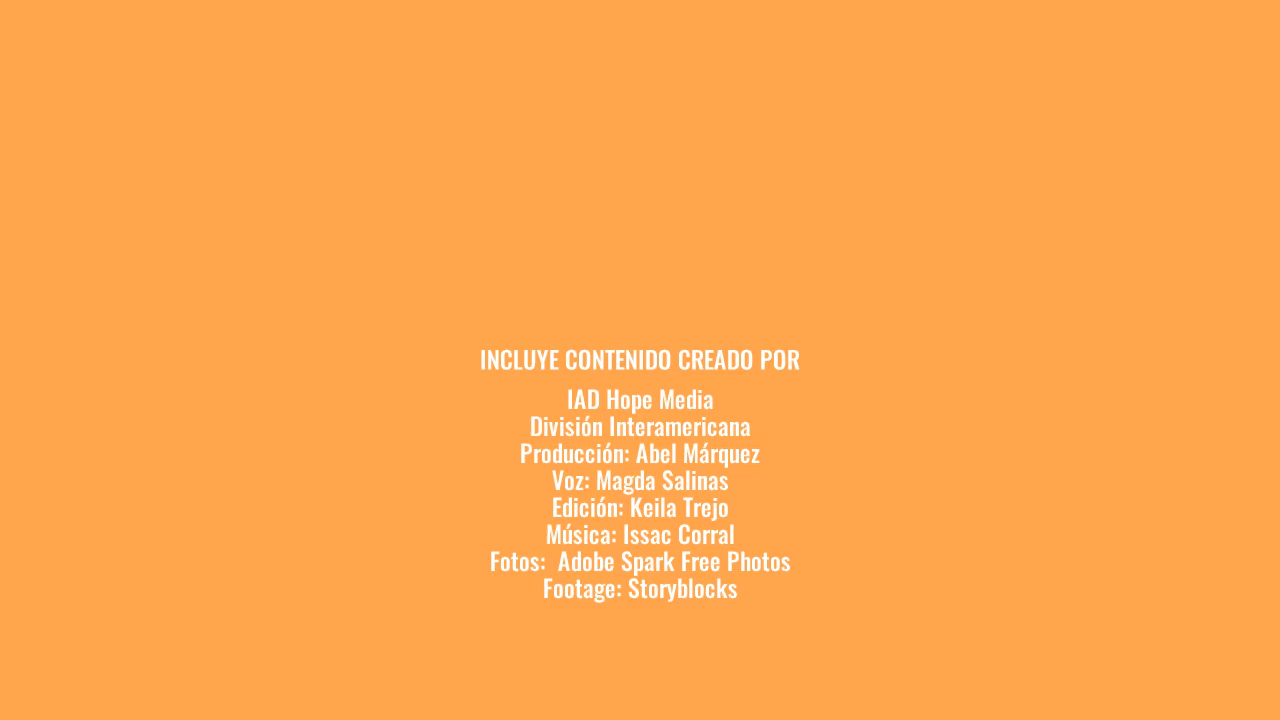 INCLUYE CONTENIDO CREADO POR
IAD Hope Media
División Interamericana
Producción: Abel Márquez
Voz: Magda Salinas
Edición: Keila Trejo
Música: Issac Corral
Fotos:  Adobe Spark Free Photos
Footage: Storyblocks